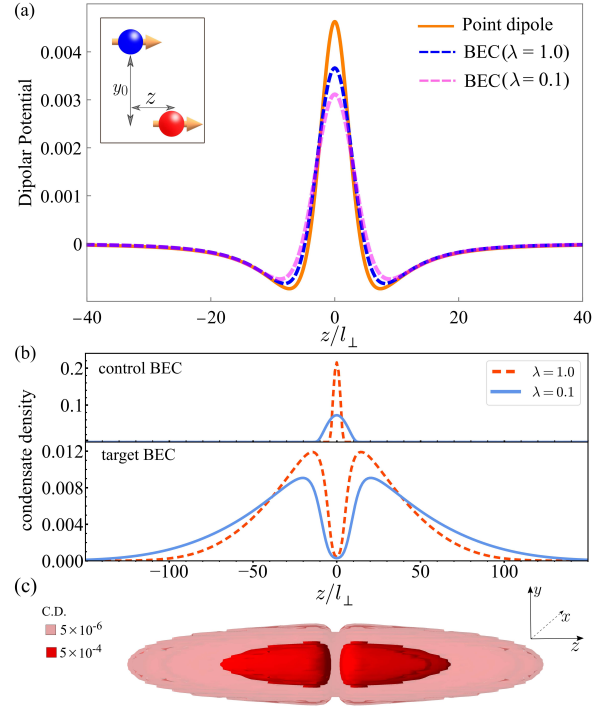 (a)
Point dipole
BEC(λ = 1.0)
BEC(λ = 0.1)
y₀
z
Dipolar Potential
0.004
0.003
0.002
0.001
0
−40
−20
0
20
40
z/l⊥
(b)
control BEC
λ = 1.0
λ = 0.1
0.2
0.1
target BEC
0.012
0.008
0.004
0.000
condensate density
−100
−50
0
50
100
z/l⊥
(c)
C.D.
5×10⁻⁶
5×10⁻⁴
y
x
z